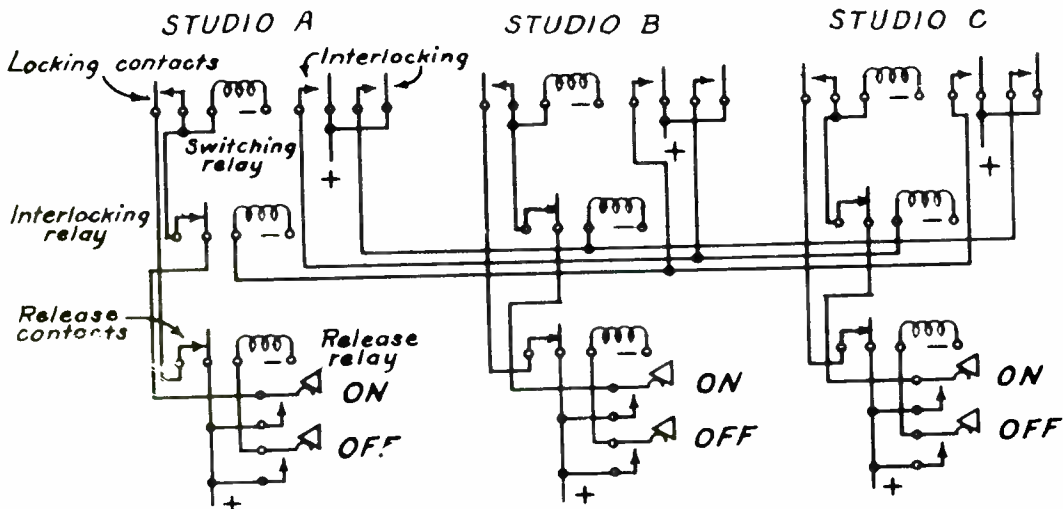 STUDIO A
STUDIO B
STUDIO C
Locking contacts
Interlocking
Switching
relay
+
+
+
Interlocking
relay
Release
contacts
Release
relay
ON
ON
ON
OFF
OFF
OFF
+
+
+